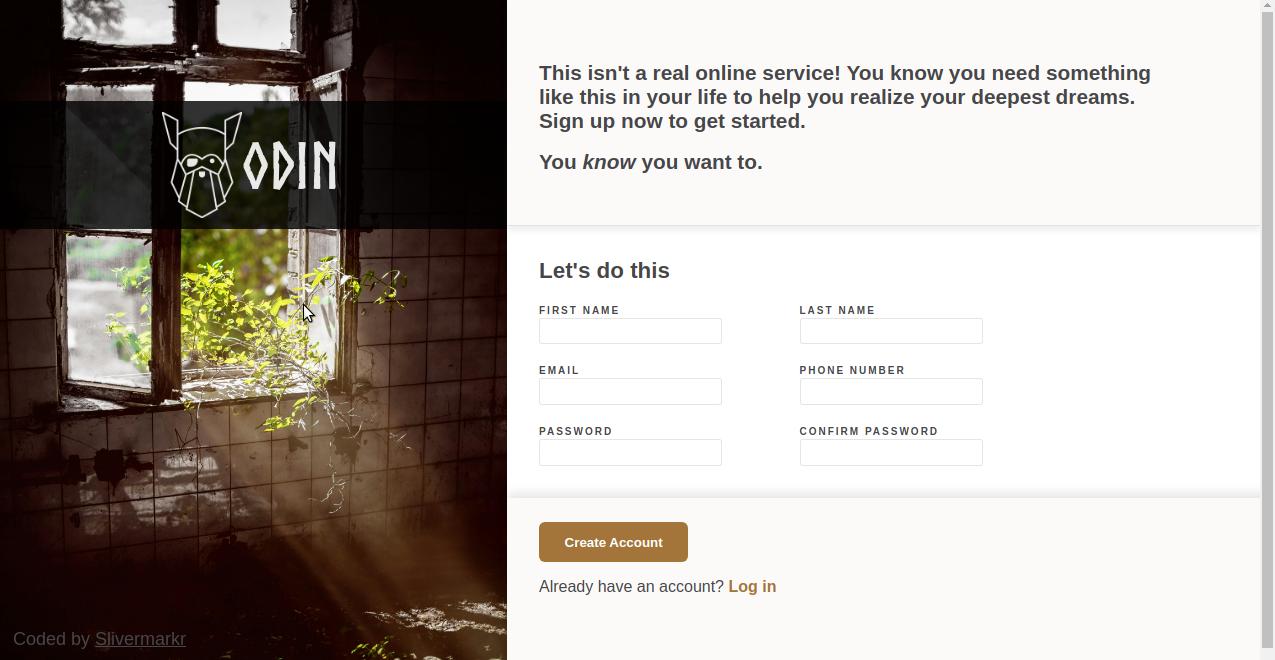 ODIN
Coded by Slivermarkr
This isn't a real online service! You know you need something
like this in your life to help you realize your deepest dreams.
Sign up now to get started.
You know you want to.
Let's do this
FIRST NAME
LAST NAME
EMAIL
PHONE NUMBER
PASSWORD
CONFIRM PASSWORD
Create Account
Already have an account? Log in